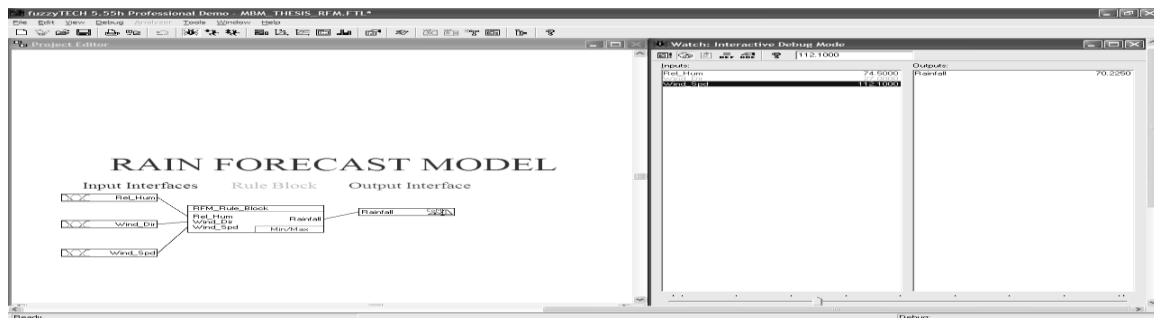 fuzzyTECH 5.55h Professional Demo - MBM_THESIS_RFM.FTL*
File Edit View Debug Analyzer Tools Window Help
Project Editor
RAIN FORECAST MODEL
Input Interfaces Rule Block Output Interface
Rel_Hum
Wind_Dir
Wind_Spd
RFM_Rule_Block
Rel_Hum
Wind_Dir
Wind_Spd
Rainfall
Min/Max
Rainfall
Watch: Interactive Debug Mode
112.1000
Inputs:
Rel_Hum 74.5000
Wind_Dir
Wind_Spd 112.1000
Outputs:
Rainfall 70.2250
Ready
Debug